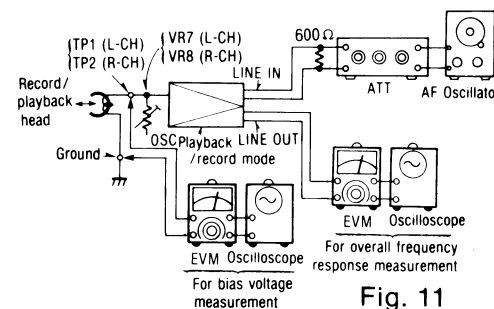 TP1 (L-CH)
TP2 (R-CH)
VR7 (L-CH)
VR8 (R-CH)
600Ω
LINE IN
ATT
AF Oscillator
Record/
playback
head
OSC
Playback
/record mode
LINE OUT
Ground
EVM
Oscilloscope
For bias voltage
measurement
EVM
Oscilloscope
For overall frequency
response measurement
Fig. 11